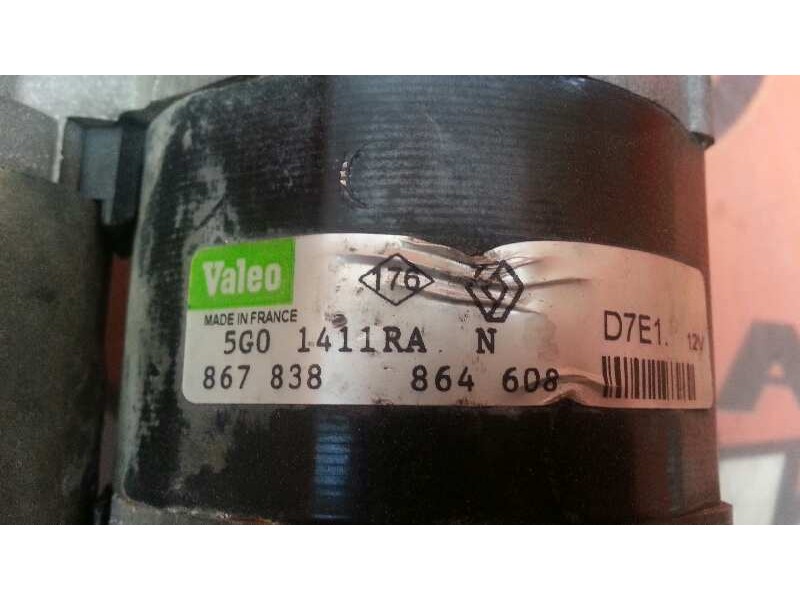 Valeo
176
MADE IN FRANCE
D7E1. 12V
5G0 1411RA N
867 838 864 608